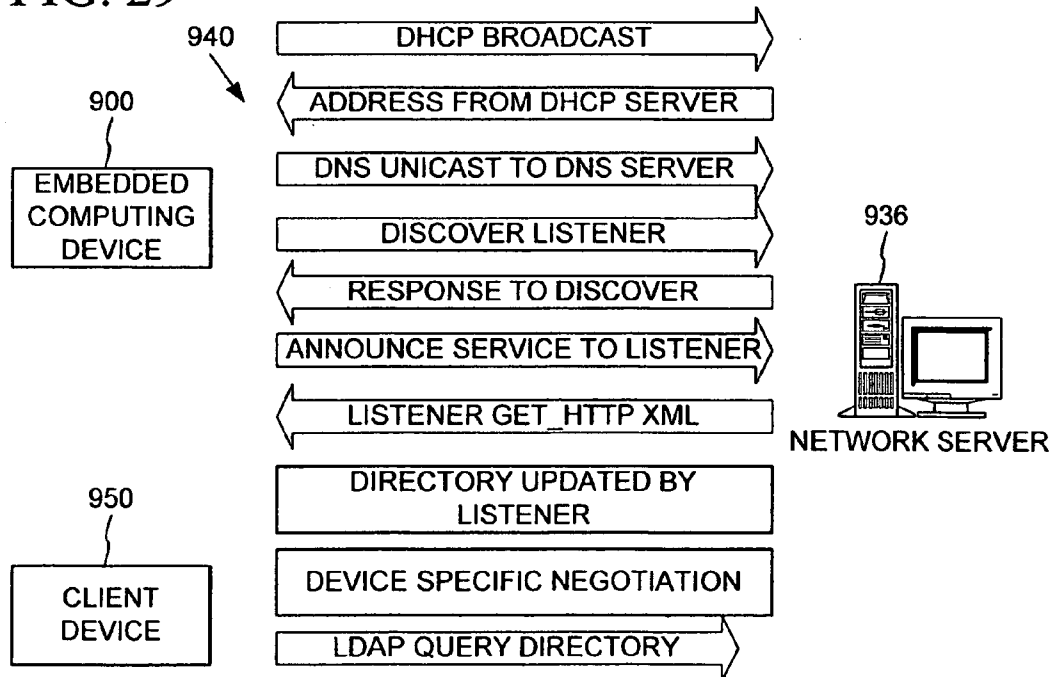 FIG. 29
940
DHCP BROADCAST
ADDRESS FROM DHCP SERVER
900
EMBEDDED
COMPUTING
DEVICE
DNS UNICAST TO DNS SERVER
DISCOVER LISTENER
936
RESPONSE TO DISCOVER
ANNOUNCE SERVICE TO LISTENER
LISTENER GET_HTTP XML
NETWORK SERVER
DIRECTORY UPDATED BY
LISTENER
950
CLIENT
DEVICE
DEVICE SPECIFIC NEGOTIATION
LDAP QUERY DIRECTORY